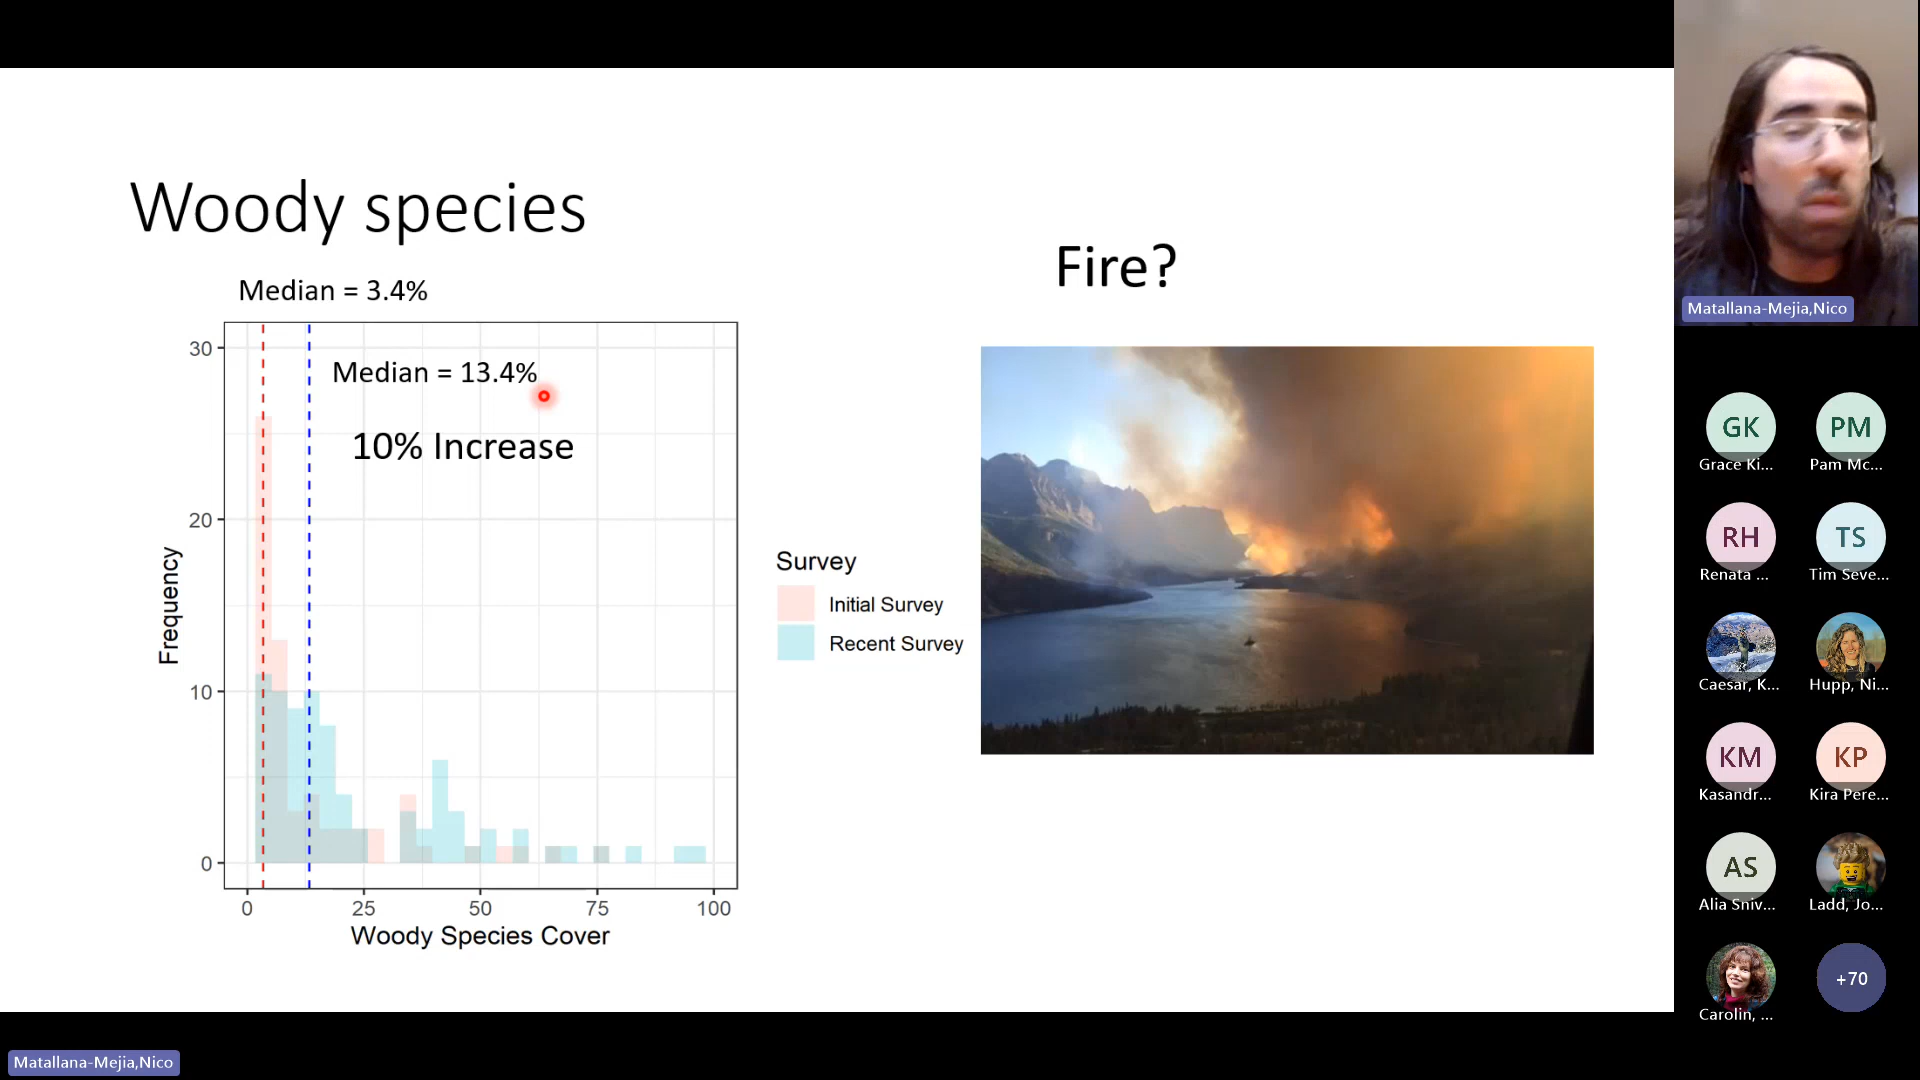 Woody species
Median = 3.4%
Median = 13.4%
10% Increase
30
20
10
0
Frequency
0 25 50 75 100
Woody Species Cover
Survey
Initial Survey
Recent Survey
Fire?
Matallana-Mejia,Nico
GK
Grace Ki...
PM
Pam Mc...
RH
Renata ...
TS
Tim Seve...
Caesar, K...
Hupp, Ni...
KM
Kasandr...
KP
Kira Pere...
AS
Alia Sniv...
Ladd, Jo...
Carolin, ...
+70
Matallana-Mejia,Nico